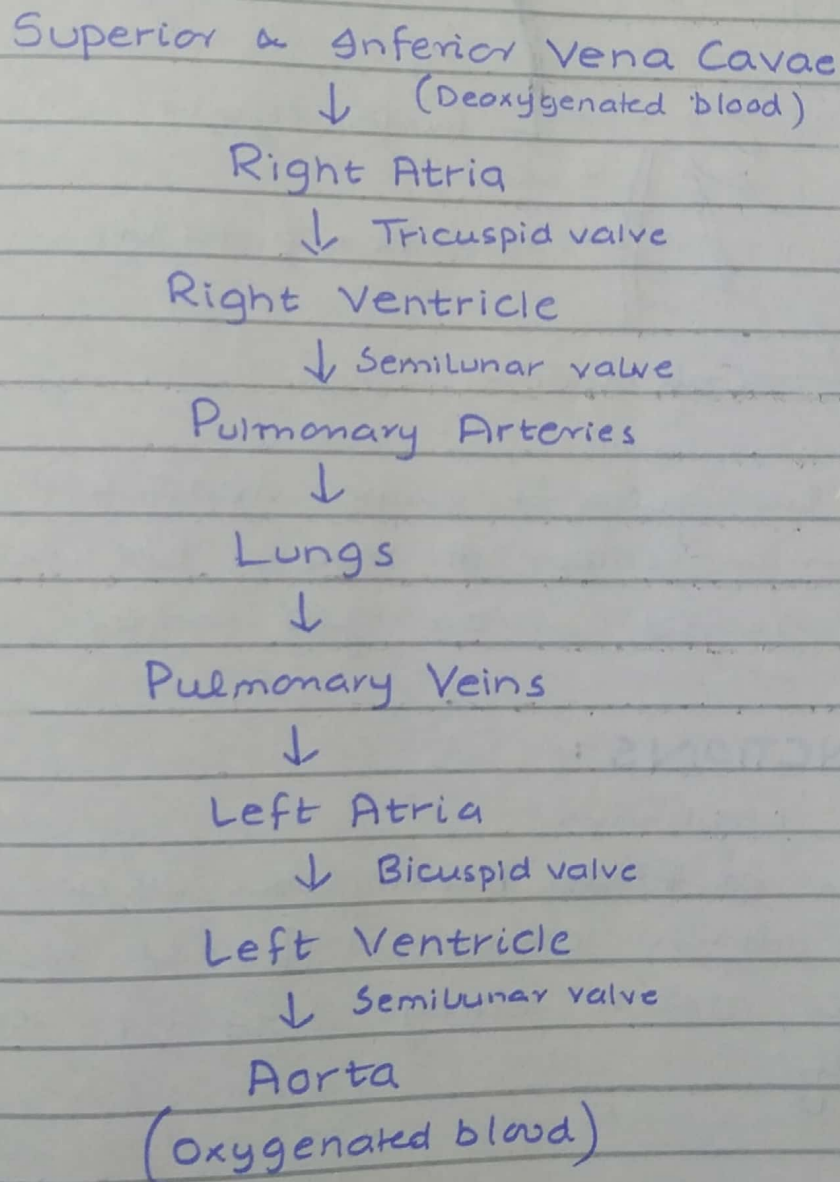 Superior & Inferior Vena Cavae
↓ (Deoxygenated blood)
Right Atria
↓ Tricuspid valve
Right Ventricle
↓ Semilunar valve
Pulmonary Arteries
↓
Lungs
↓
Pulmonary Veins
↓
Left Atria
↓ Bicuspid valve
Left Ventricle
↓ Semilunar valve
Aorta
(Oxygenated blood)